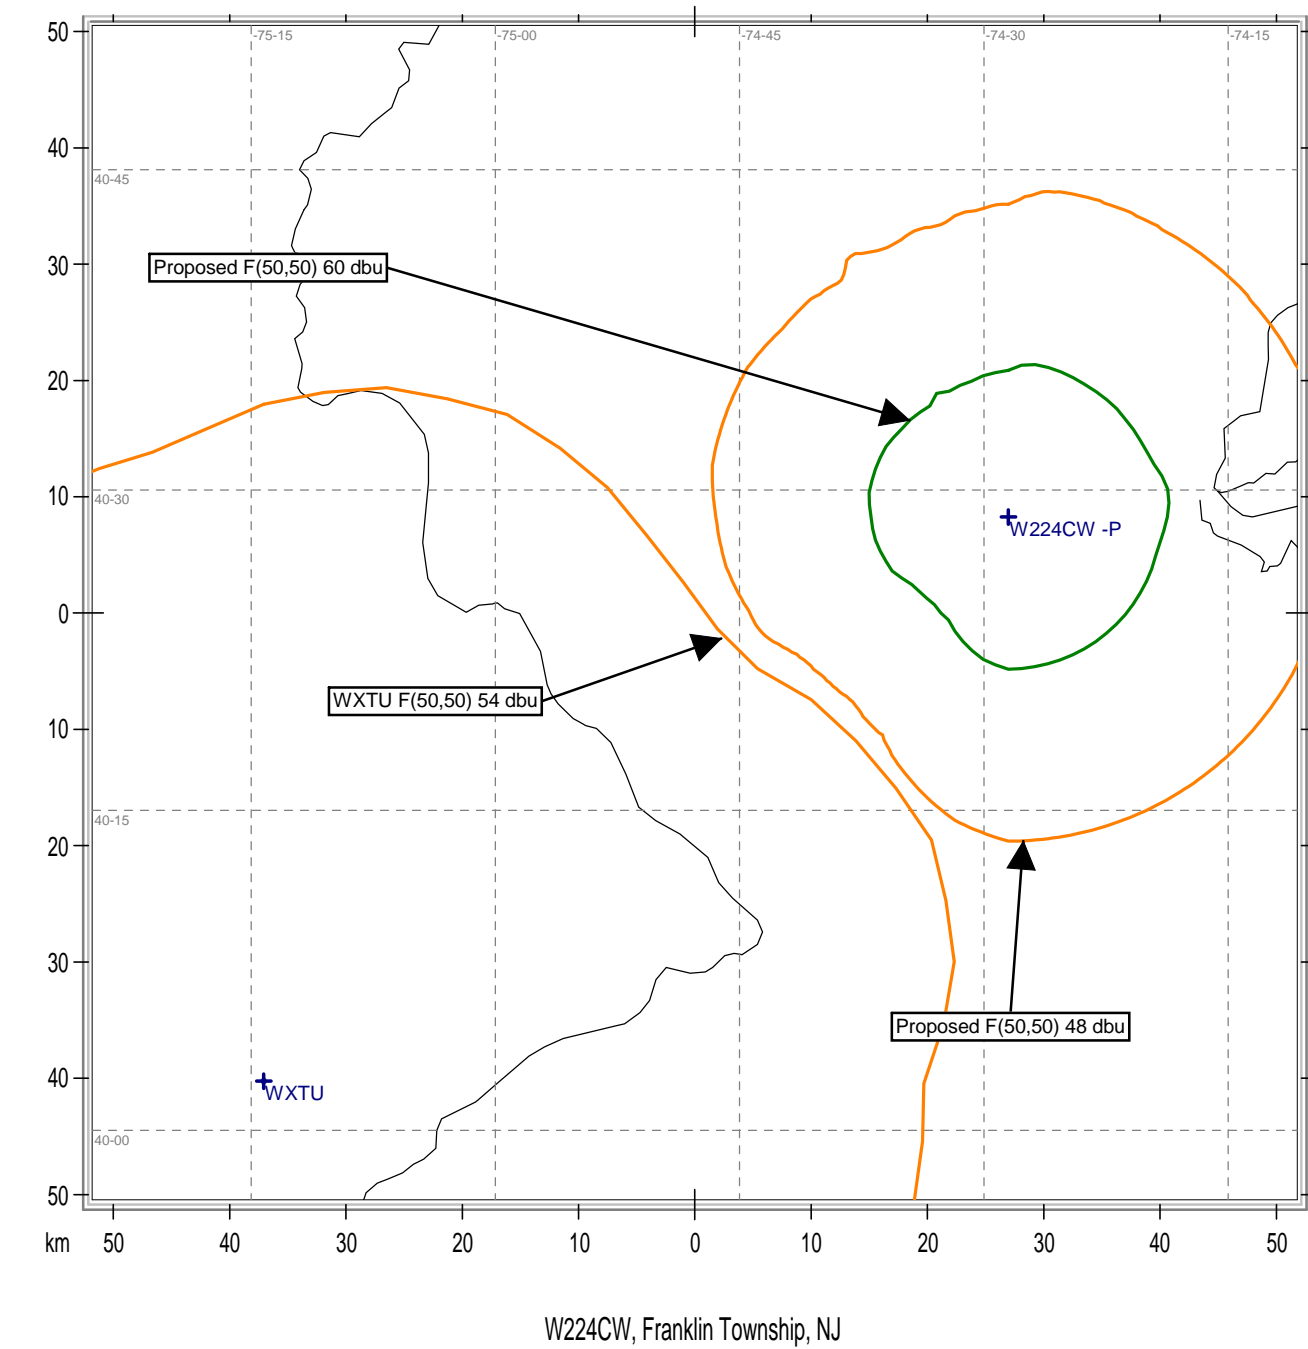 50
-75-15
-75-00
-74-45
-74-30
-74-15
40
40-45
30
Proposed F(50,50) 60 dbu
20
10
40-30
W224CW -P
0
WXTU F(50,50) 54 dbu
10
40-15
20
30
Proposed F(50,50) 48 dbu
40
WXTU
40-00
50
km 50 40 30 20 10 0 10 20 30 40 50
W224CW, Franklin Township, NJ